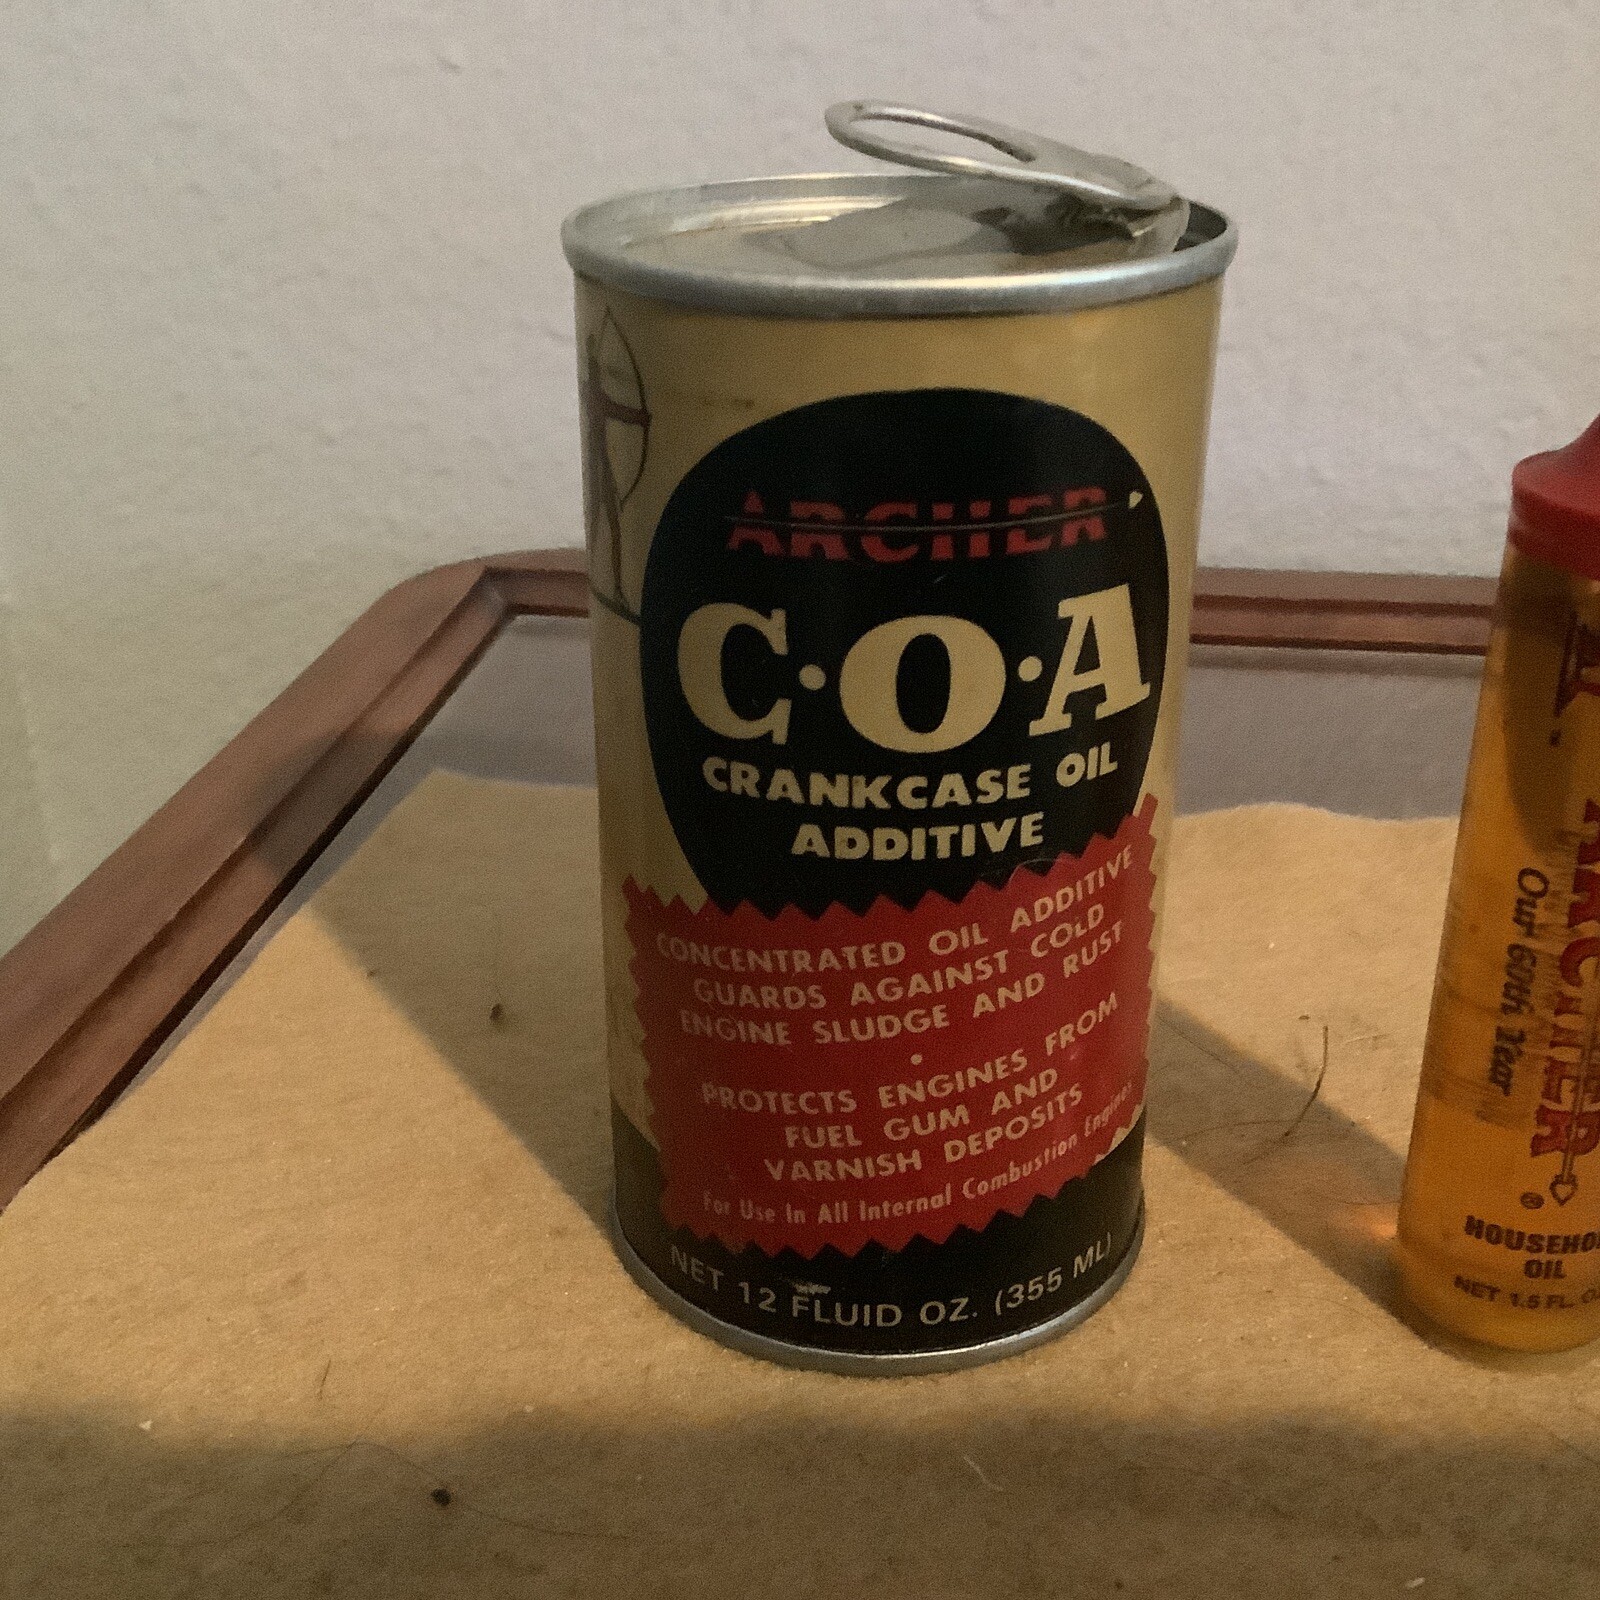 ARCHER
C·O·A
CRANKCASE OIL
ADDITIVE
CONCENTRATED OIL ADDITIVE
GUARDS AGAINST COLD
ENGINE SLUDGE AND RUST
•
PROTECTS ENGINES FROM
FUEL GUM AND
VARNISH DEPOSITS
For Use In All Internal Combustion Engines
NET 12 FLUID OZ. (355 ML)
ARCHER
Our 60th Year
®
OIL
NET 1.5 FL.